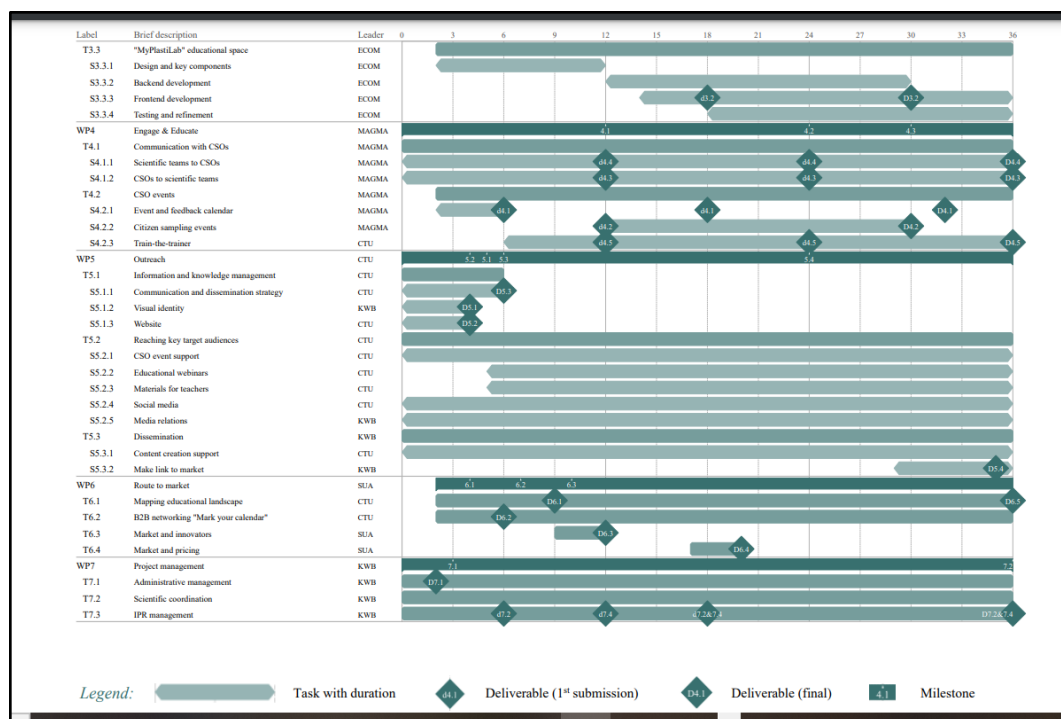 Label Brief description Leader 0 3 6 9 12 15 18 21 24 27 30 33 36
T3.3 "MyPlastiLab" educational space ECOM
S3.3.1 Design and key components ECOM
S3.3.2 Backend development ECOM
S3.3.3 Frontend development ECOM d3.2 D3.2
S3.3.4 Testing and refinement ECOM
WP4 Engage & Educate MAGMA 4.1 4.2 4.3
T4.1 Communication with CSOs MAGMA
S4.1.1 Scientific teams to CSOs MAGMA d4.4 d4.4 D4.4
S4.1.2 CSOs to scientific teams MAGMA d4.3 d4.3 D4.3
T4.2 CSO events MAGMA
S4.2.1 Event and feedback calendar MAGMA d4.1 d4.1 D4.1
S4.2.2 Citizen sampling events MAGMA d4.2 D4.2
S4.2.3 Train-the-trainer CTU d4.5 d4.5 D4.5
WP5 Outreach CTU 5.2 5.1 5.3 5.4
T5.1 Information and knowledge management CTU
S5.1.1 Communication and dissemination strategy CTU D5.3
S5.1.2 Visual identity KWB D5.1
S5.1.3 Website CTU D5.2
T5.2 Reaching key target audiences CTU
S5.2.1 CSO event support CTU
S5.2.2 Educational webinars CTU
S5.2.3 Materials for teachers CTU
S5.2.4 Social media CTU
S5.2.5 Media relations KWB
T5.3 Dissemination KWB
S5.3.1 Content creation support CTU
S5.3.2 Make link to market KWB D5.4
WP6 Route to market SUA 6.1 6.2 6.3
T6.1 Mapping educational landscape CTU D6.1 D6.5
T6.2 B2B networking "Mark your calendar" CTU D6.2
T6.3 Market and innovators SUA D6.3
T6.4 Market and pricing SUA D6.4
WP7 Project management KWB 7.1 7.2
T7.1 Administrative management KWB D7.1
T7.2 Scientific coordination KWB
T7.3 IPR management KWB d7.2 d7.4 d7.2&7.4 D7.2&7.4
Legend: Task with duration d4.1 Deliverable (1st submission) D4.1 Deliverable (final) 4.1 Milestone